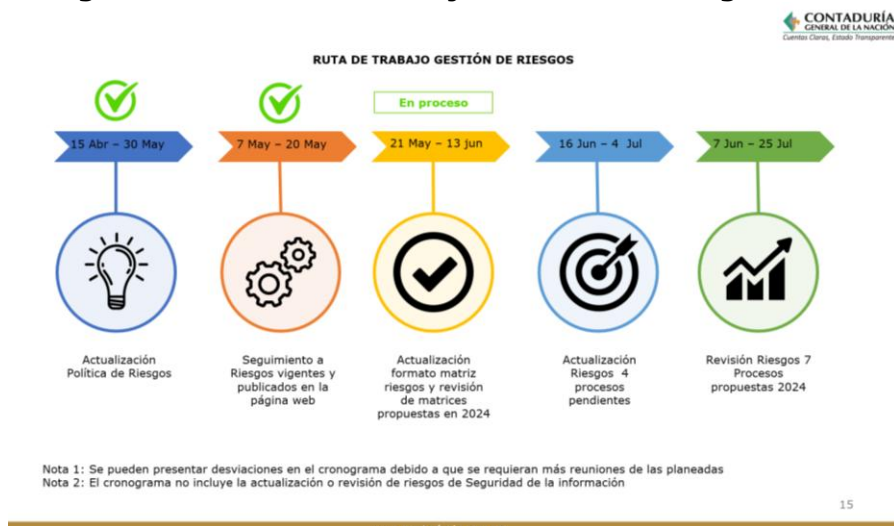 CONTADURÍA
GENERAL DE LA NACIÓN
Cuentas Claras, Estado Transparente
RUTA DE TRABAJO GESTIÓN DE RIESGOS
En proceso
15 Abr – 30 May
7 May – 20 May
21 May – 13 jun
16 Jun – 4 Jul
7 Jun – 25 Jul
Actualización
Política de Riesgos
Seguimiento a
Riesgos vigentes y
publicados en la
página web
Actualización
formato matriz
riesgos y revisión
de matrices
propuestas en 2024
Actualización
Riesgos 4
procesos
pendientes
Revisión Riesgos 7
Procesos
propuestas 2024
Nota 1: Se pueden presentar desviaciones en el cronograma debido a que se requieran más reuniones de las planeadas
Nota 2: El cronograma no incluye la actualización o revisión de riesgos de Seguridad de la información
15